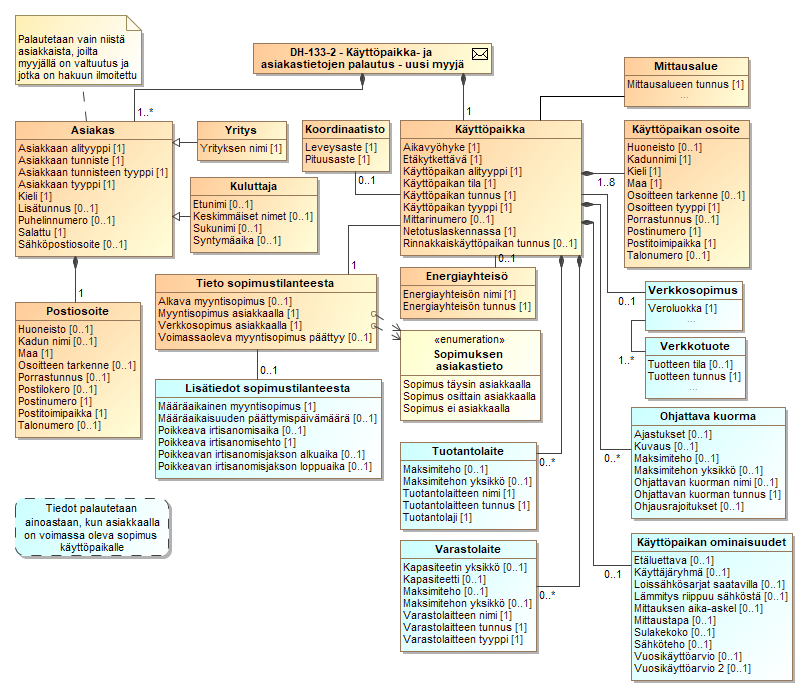 Palautetaan vain niistä
asiakkaista, joilta
myyjällä on valtuutus ja
jotka on hakuun ilmoitettu
DH-133-2 - Käyttöpaikka- ja
asiakastietojen palautus - uusi myyjä
1..*
1
Asiakas
Asiakkaan alityyppi [1]
Asiakkaan tunniste [1]
Asiakkaan tunnisteen tyyppi [1]
Asiakkaan tyyppi [1]
Kieli [1]
Lisätunnus [0..1]
Puhelinnumero [0..1]
Salattu [1]
Sähköpostiosoite [0..1]
Yritys
Yrityksen nimi [1]
Kuluttaja
Etunimi [0..1]
Keskimmäiset nimet [0..1]
Sukunimi [0..1]
Syntymäaika [0..1]
Koordinaatisto
Leveysaste [1]
Pituusaste [1]
0..1
Käyttöpaikka
Aikavyöhyke [1]
Etäkytkettävä [1]
Käyttöpaikan alityyppi [1]
Käyttöpaikan tila [1]
Käyttöpaikan tunnus [1]
Käyttöpaikan tyyppi [1]
Mittarinumero [0..1]
Netotuslaskennassa [1]
Rinnakkaiskäyttöpaikan tunnus [0..1]
Mittausalue
Mittausalueen tunnus [1]
...
Käyttöpaikan osoite
Huoneisto [0..1]
Kadunnimi [0..1]
Kieli [1]
Maa [1]
Osoitteen tarkenne [0..1]
Osoitteen tyyppi [1]
Porrastunnus [0..1]
Postinumero [1]
Postitoimipaikka [1]
Talonumero [0..1]
1..8
1
Postiosoite
Huoneisto [0..1]
Kadun nimi [0..1]
Maa [1]
Osoitteen tarkenne [0..1]
Porrastunnus [0..1]
Postilokero [0..1]
Postinumero [1]
Postitoimipaikka [1]
Talonumero [0..1]
1
Tieto sopimustilanteesta
Alkava myyntisopimus [0..1]
Myyntisopimus asiakkaalla [1]
Verkkosopimus asiakkaalla [1]
Voimassaoleva myyntisopimus päättyy [0..1]
0..1
Lisätiedot sopimustilanteesta
Määräaikainen myyntisopimus [1]
Määräaikaisuuden päättymispäivämäärä [0..1]
Poikkeava irtisanomisaika [0..1]
Poikkeava irtisanomisehto [1]
Poikkeavan irtisanomisjakson alkuaika [0..1]
Poikkeavan irtisanomisjakson loppuaika [0..1]
0..1
Energiayhteisö
Energiayhteisön nimi [1]
Energiayhteisön tunnus [1]
«enumeration»
Sopimuksen
asiakastieto
Sopimus täysin asiakkaalla
Sopimus osittain asiakkaalla
Sopimus ei asiakkaalla
Tuotantolaite
Maksimiteho [0..1]
Maksimitehon yksikkö [0..1]
Tuotantolaitteen nimi [1]
Tuotantolaitteen tunnus [1]
Tuotantolaji [1]
0..*
Varastolaite
Kapasiteetin yksikkö [0..1]
Kapasiteetti [0..1]
Maksimiteho [0..1]
Maksimitehon yksikkö [0..1]
Varastolaitteen nimi [1]
Varastolaitteen tunnus [1]
Varastolaitteen tyyppi [1]
0..*
0..1
Verkkosopimus
Veroluokka [1]
...
1..*
Verkkotuote
Tuotteen tila [0..1]
Tuotteen tunnus [1]
...
0..*
Ohjattava kuorma
Ajastukset [0..1]
Kuvaus [0..1]
Maksimiteho [0..1]
Maksimitehon yksikkö [0..1]
Ohjattavan kuorman nimi [1]
Ohjattavan kuorman tunnus [1]
Ohjausrajoitukset [0..1]
0..1
Käyttöpaikan ominaisuudet
Etäluettava [0..1]
Käyttäjäryhmä [0..1]
Loissähkösarjat saatavilla [0..1]
Lämmitys riippuu sähköstä [0..1]
Mittauksen aika-askel [0..1]
Mittaustapa [0..1]
Sulakekoko [0..1]
Sähköteho [0..1]
Vuosikäyttöarvio [0..1]
Vuosikäyttöarvio 2 [0..1]
Tiedot palautetaan
ainoastaan, kun asiakkaalla
on voimassa oleva sopimus
käyttöpaikalle